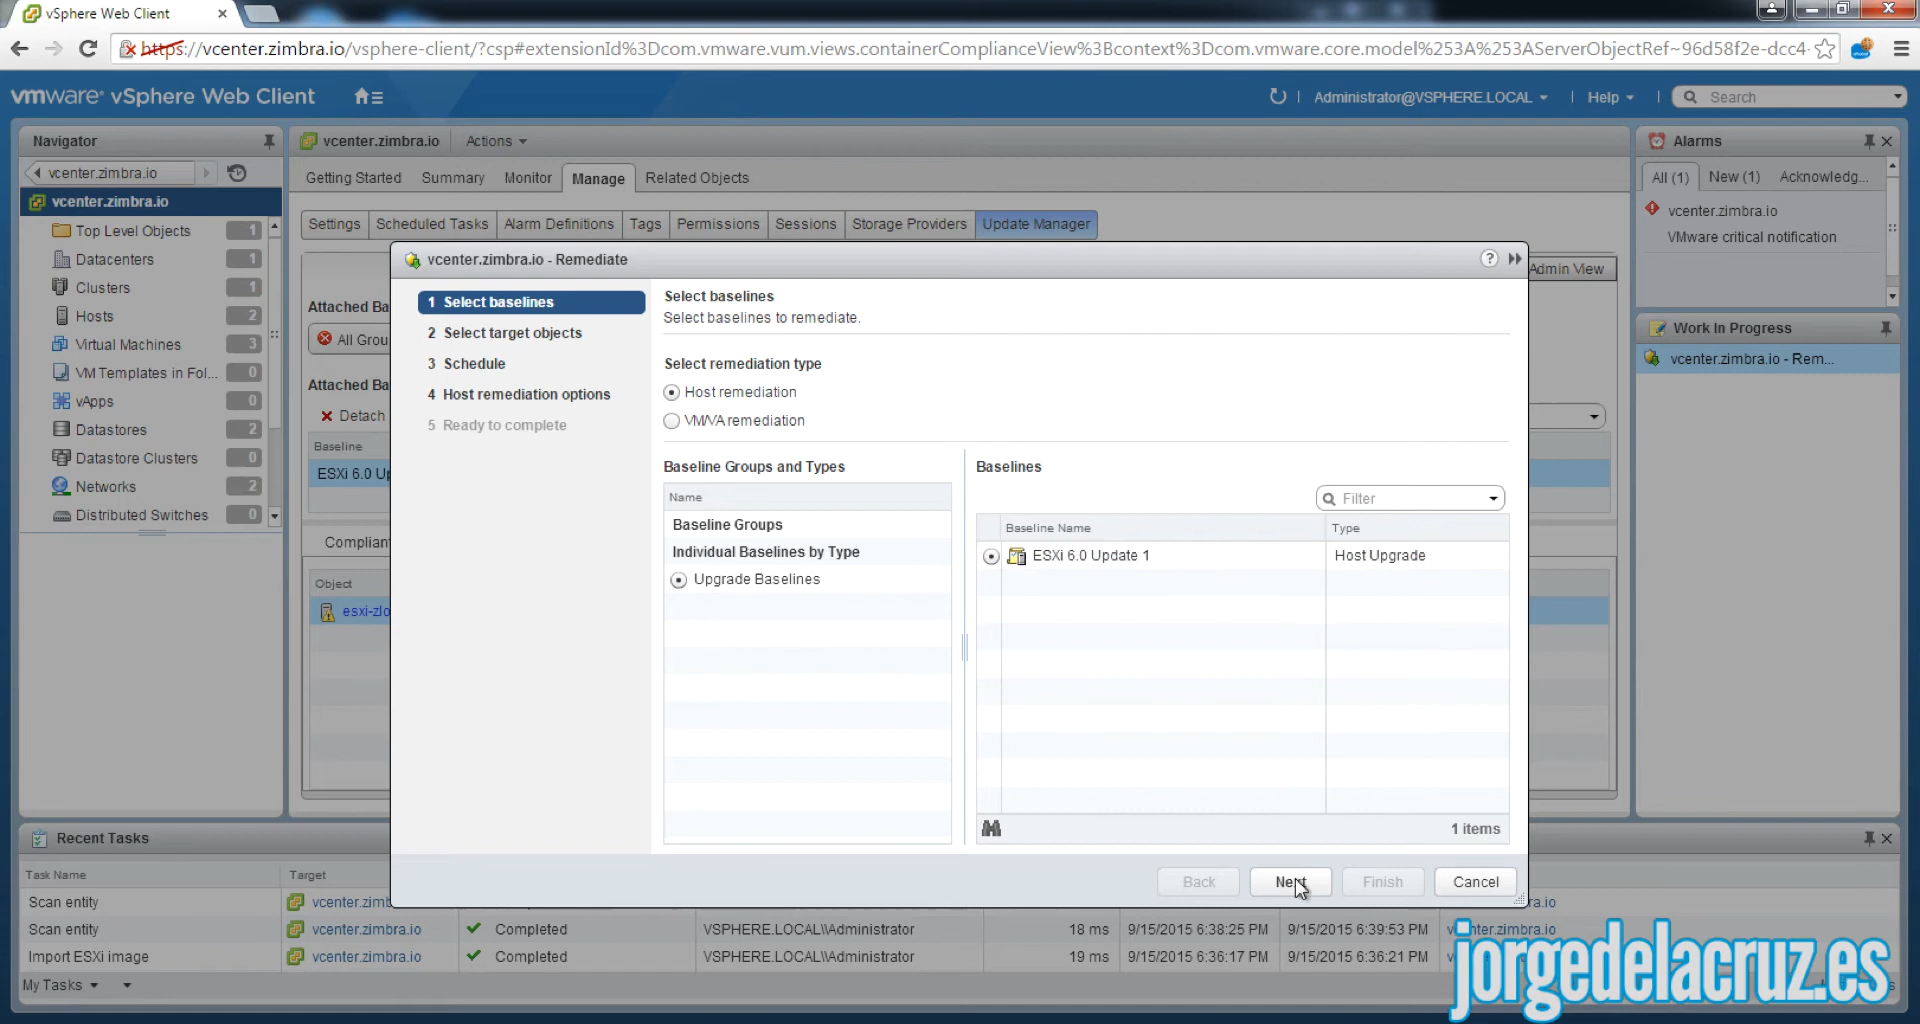 vSphere Web Client
https://vcenter.zimbra.io/vsphere-client/?csp#extensionId%3Dcom.vmware.vum.views.containerComplianceView%3Bcontext%3Dcom.vmware.core.model%253A%253AServerObjectRef~96d58f2e-dcc4-
vmware® vSphere Web Client
Administrator@VSPHERE.LOCAL
Help
Search
Navigator
vcenter.zimbra.io
vcenter.zimbra.io
Top Level Objects 1
Datacenters 1
Clusters 1
Hosts 2
Virtual Machines 3
VM Templates in Fol... 0
vApps 0
Datastores 2
Datastore Clusters 0
Networks 2
Distributed Switches 0
vcenter.zimbra.io Actions
Getting Started Summary Monitor Manage Related Objects
Settings Scheduled Tasks Alarm Definitions Tags Permissions Sessions Storage Providers Update Manager
Admin View
Attached Ba
All Grou
Attached Ba
Detach
Baseline
ESXi 6.0 Up
Compliant
Object
esxi-zlo
vcenter.zimbra.io - Remediate
1 Select baselines
2 Select target objects
3 Schedule
4 Host remediation options
5 Ready to complete
Select baselines
Select baselines to remediate.
Select remediation type
Host remediation
VM/VA remediation
Baseline Groups and Types
Name
Baseline Groups
Individual Baselines by Type
Upgrade Baselines
Baselines
Filter
Baseline Name Type
ESXi 6.0 Update 1 Host Upgrade
1 items
Back Next Finish Cancel
Alarms
All (1) New (1) Acknowledg...
vcenter.zimbra.io
VMware critical notification
Work In Progress
vcenter.zimbra.io - Rem...
Recent Tasks
Task Name Target
Scan entity vcenter.zimb ra.io
Scan entity vcenter.zimbra.io Completed VSPHERE.LOCAL\\Administrator 18 ms 9/15/2015 6:38:25 PM 9/15/2015 6:39:53 PM vcenter.zimbra.io
Import ESXi image vcenter.zimbra.io Completed VSPHERE.LOCAL\\Administrator 19 ms 9/15/2015 6:36:17 PM 9/15/2015 6:36:21 PM
My Tasks
jorgedelacruz.es